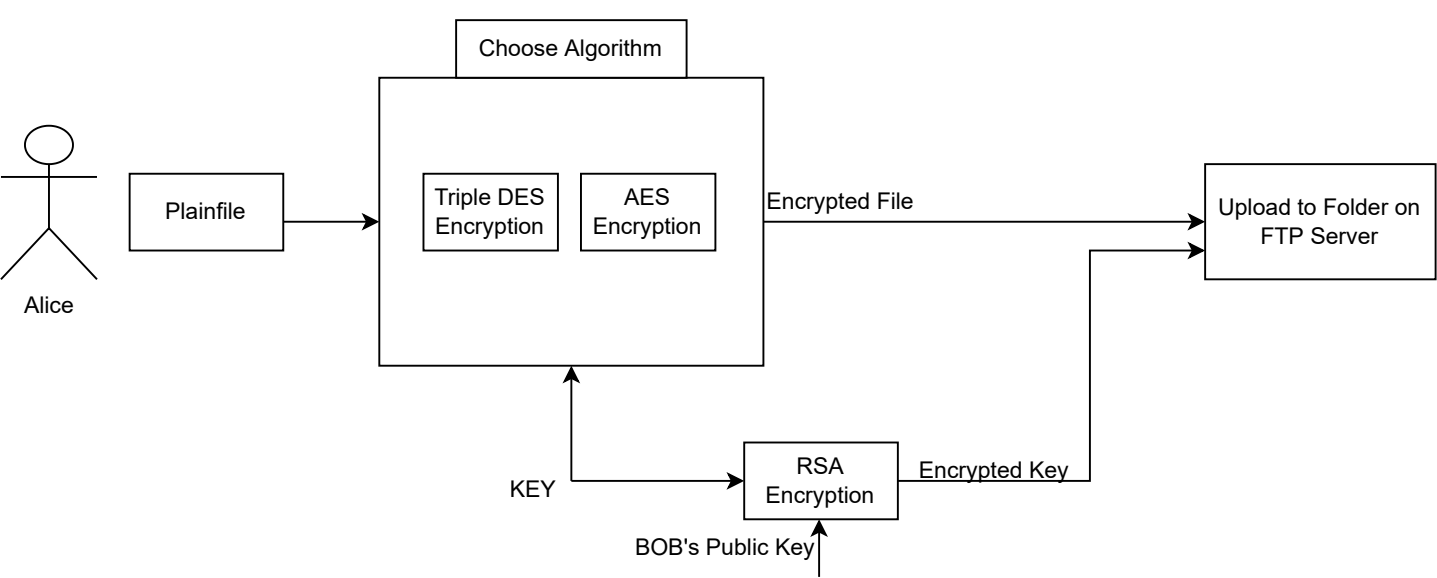 Choose Algorithm
Alice
Plainfile
Triple DES
Encryption
AES
Encryption
Encrypted File
Upload to Folder on
FTP Server
KEY
RSA
Encryption
Encrypted Key
BOB's Public Key